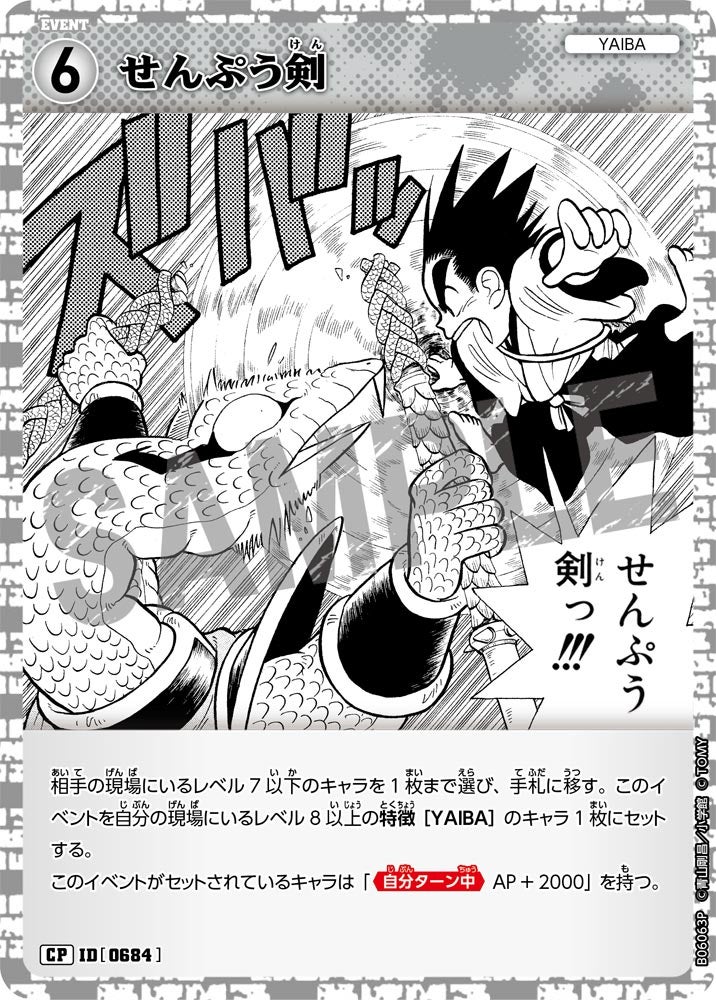 EVENT
6
せんぷう剣
けん
YAIBA
ズバババッ
SAMPLE
せんぷう
剣っ!!!
けん
相手の現場にいるレベル7以下のキャラを1枚まで選び、手札に移す。このイ
ベントを自分の現場にいるレベル8以上の特徴［YAIBA］のキャラ1枚にセット
する。
このイベントがセットされているキャラは「自分ターン中 AP+2000」を持つ。
CP ID[0684]
B06063P ©青山剛昌／小学館 ©TOMY